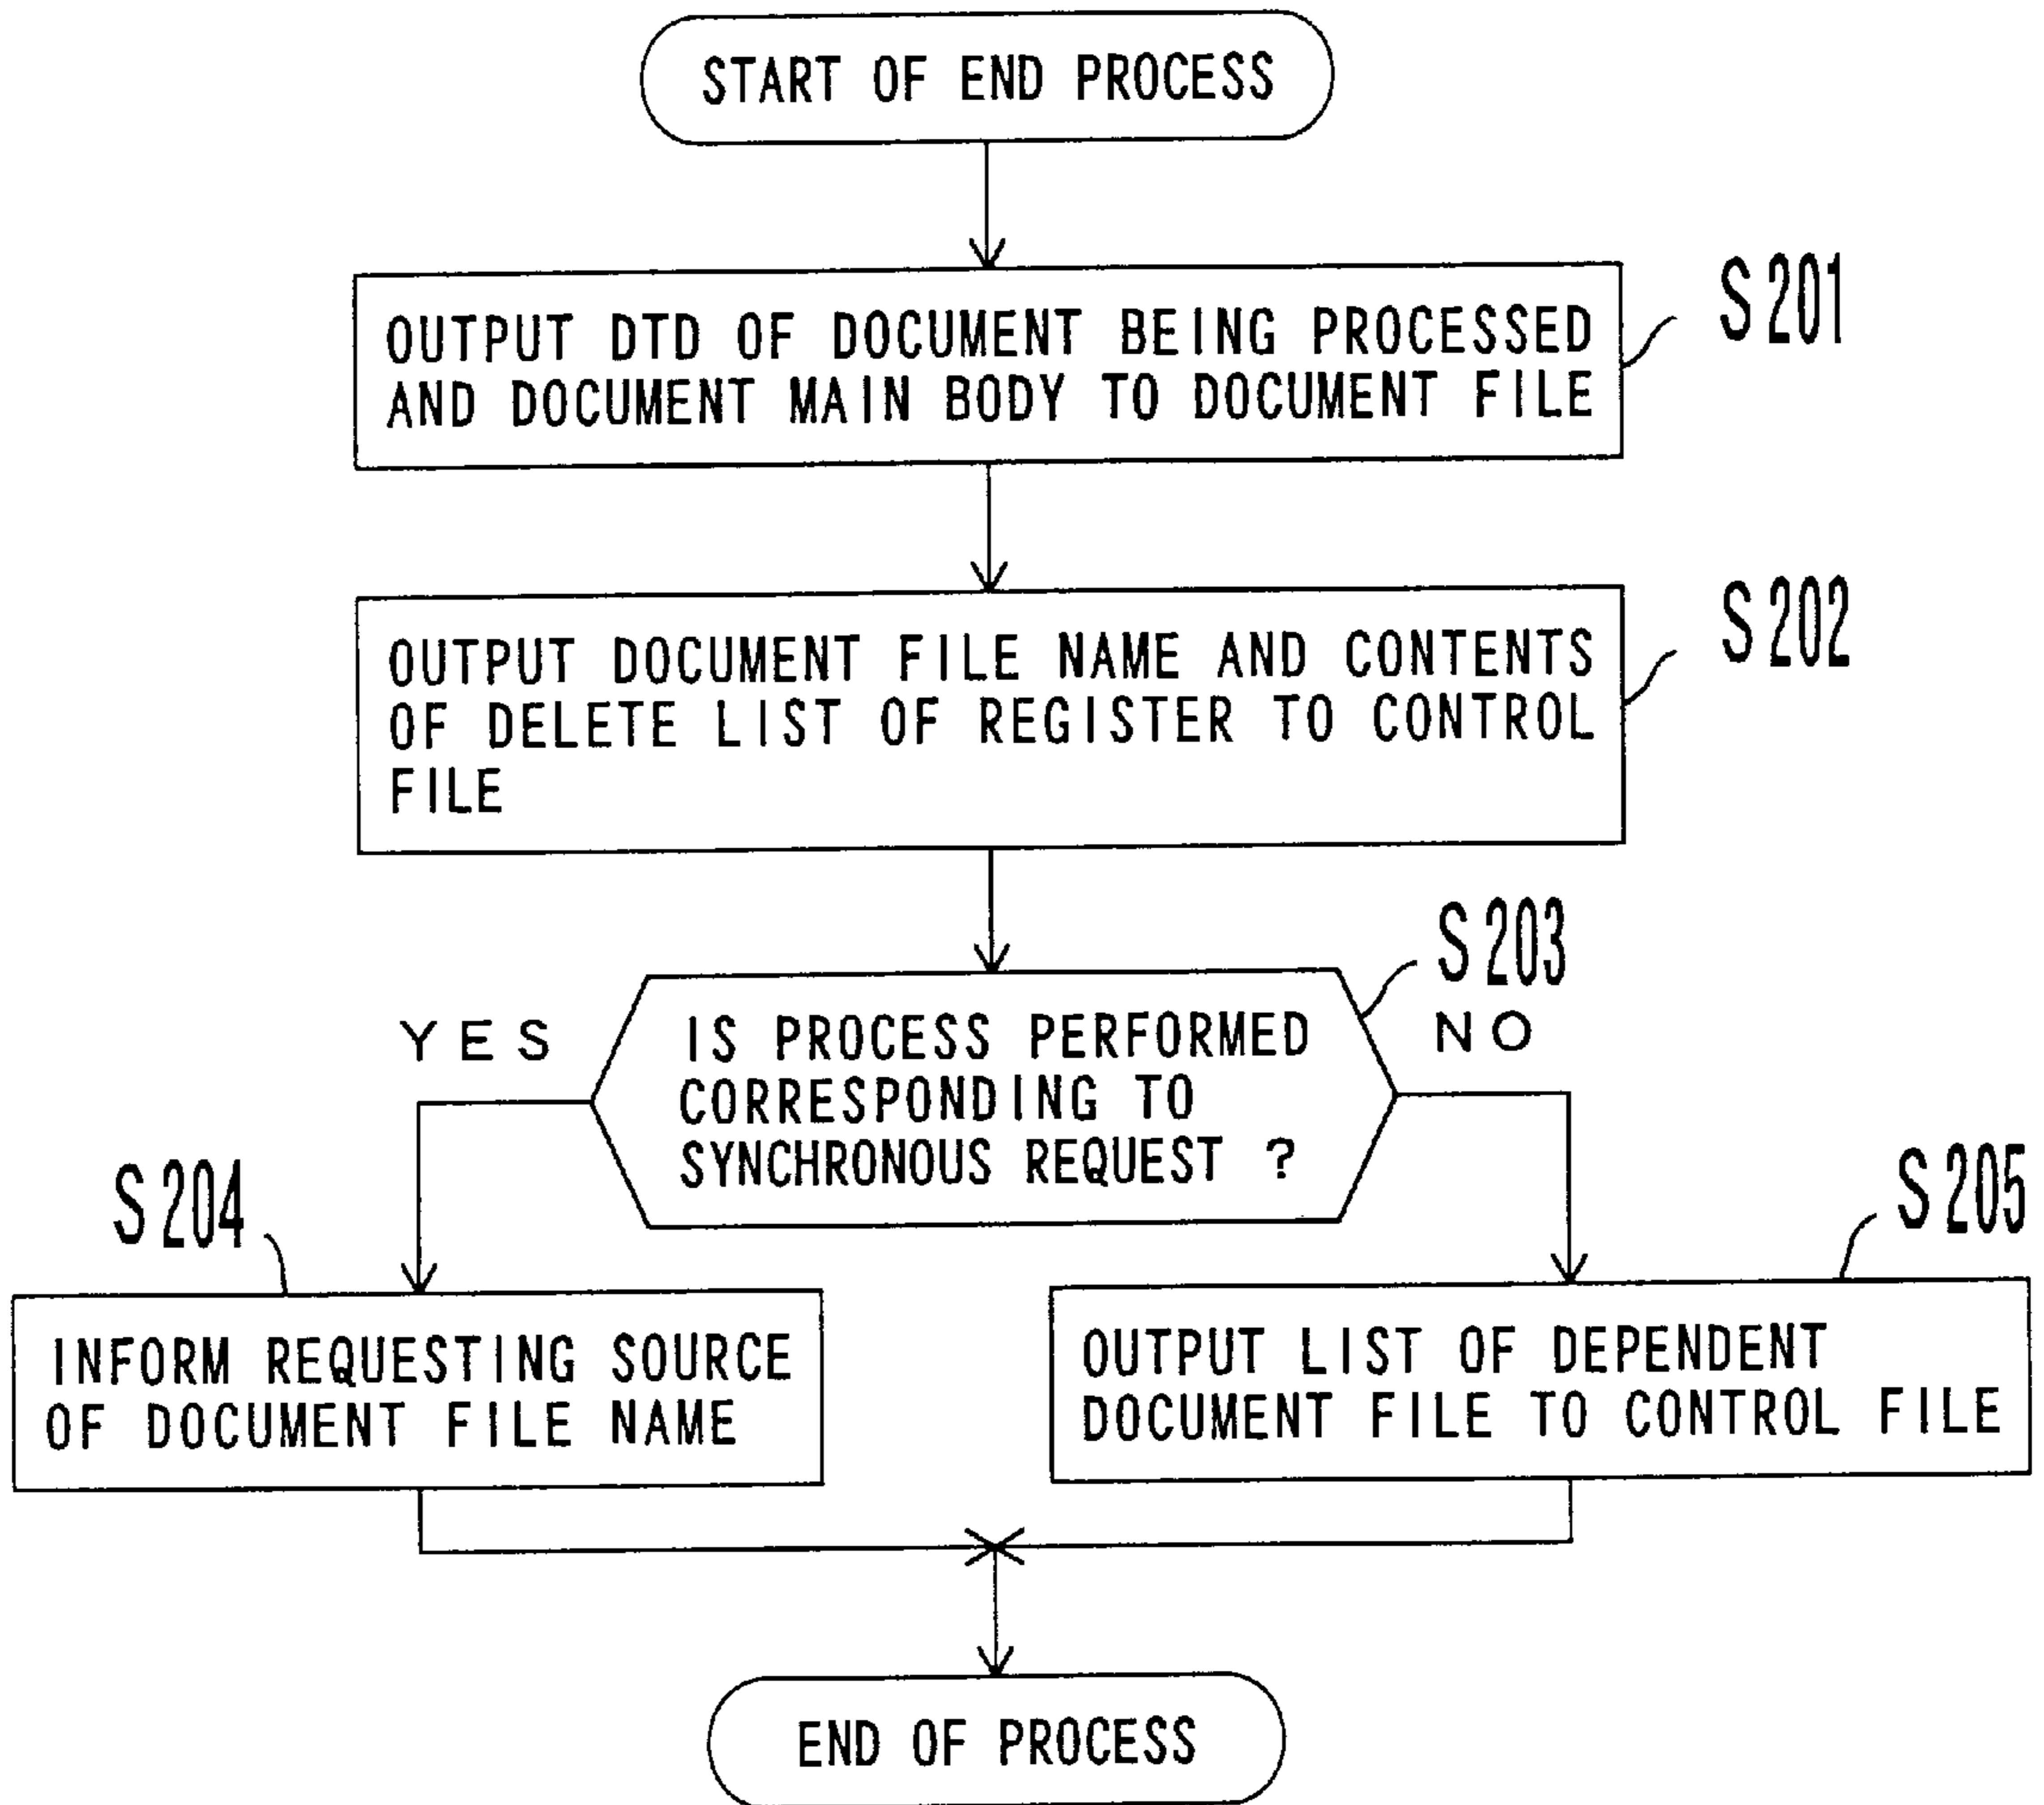 START OF END PROCESS
S201
OUTPUT DTD OF DOCUMENT BEING PROCESSED
AND DOCUMENT MAIN BODY TO DOCUMENT FILE
S202
OUTPUT DOCUMENT FILE NAME AND CONTENTS
OF DELETE LIST OF REGISTER TO CONTROL
FILE
S203
YES
NO
IS PROCESS PERFORMED
CORRESPONDING TO
SYNCHRONOUS REQUEST ?
S204
S205
INFORM REQUESTING SOURCE
OF DOCUMENT FILE NAME
OUTPUT LIST OF DEPENDENT
DOCUMENT FILE TO CONTROL FILE
END OF PROCESS